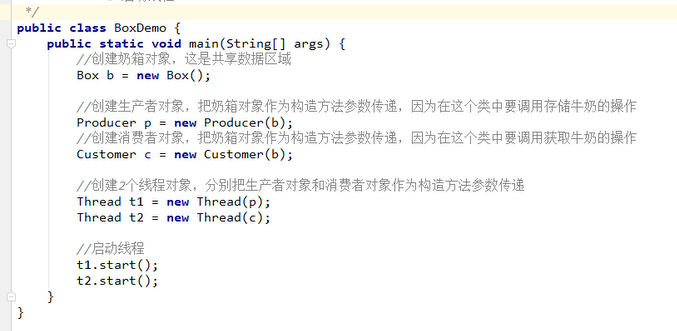 */
public class BoxDemo {
public static void main(String[] args) {
//创建奶箱对象，这是共享数据区域
Box b = new Box();
//创建生产者对象，把奶箱对象作为构造方法参数传递，因为在这个类中要调用存储牛奶的操作
Producer p = new Producer(b);
//创建消费者对象，把奶箱对象作为构造方法参数传递，因为在这个类中要调用获取牛奶的操作
Customer c = new Customer(b);
//创建2个线程对象，分别把生产者对象和消费者对象作为构造方法参数传递
Thread t1 = new Thread(p);
Thread t2 = new Thread(c);
//启动线程
t1.start();
t2.start();
}
}